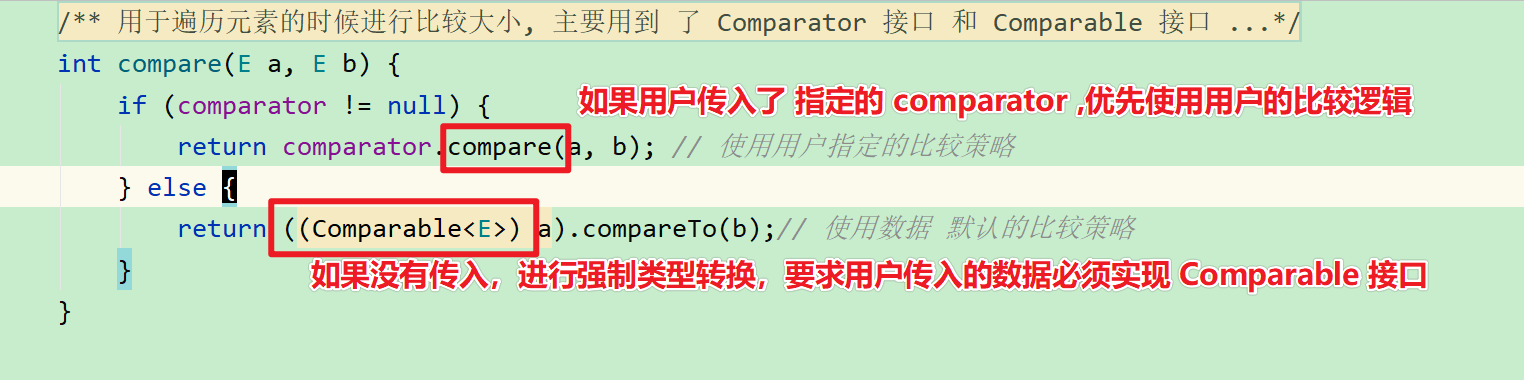 /** 用于遍历元素的时候进行比较大小, 主要用到 了 Comparator 接口 和 Comparable 接口 ...*/
int compare(E a, E b) {
if (comparator != null) {
如果用户传入了 指定的 comparator ,优先使用用户的比较逻辑
return comparator.compare(a, b); // 使用用户指定的比较策略
} else {
return ((Comparable<E>) a).compareTo(b);// 使用数据 默认的比较策略
}
如果没有传入，进行强制类型转换，要求用户传入的数据必须实现 Comparable 接口
}